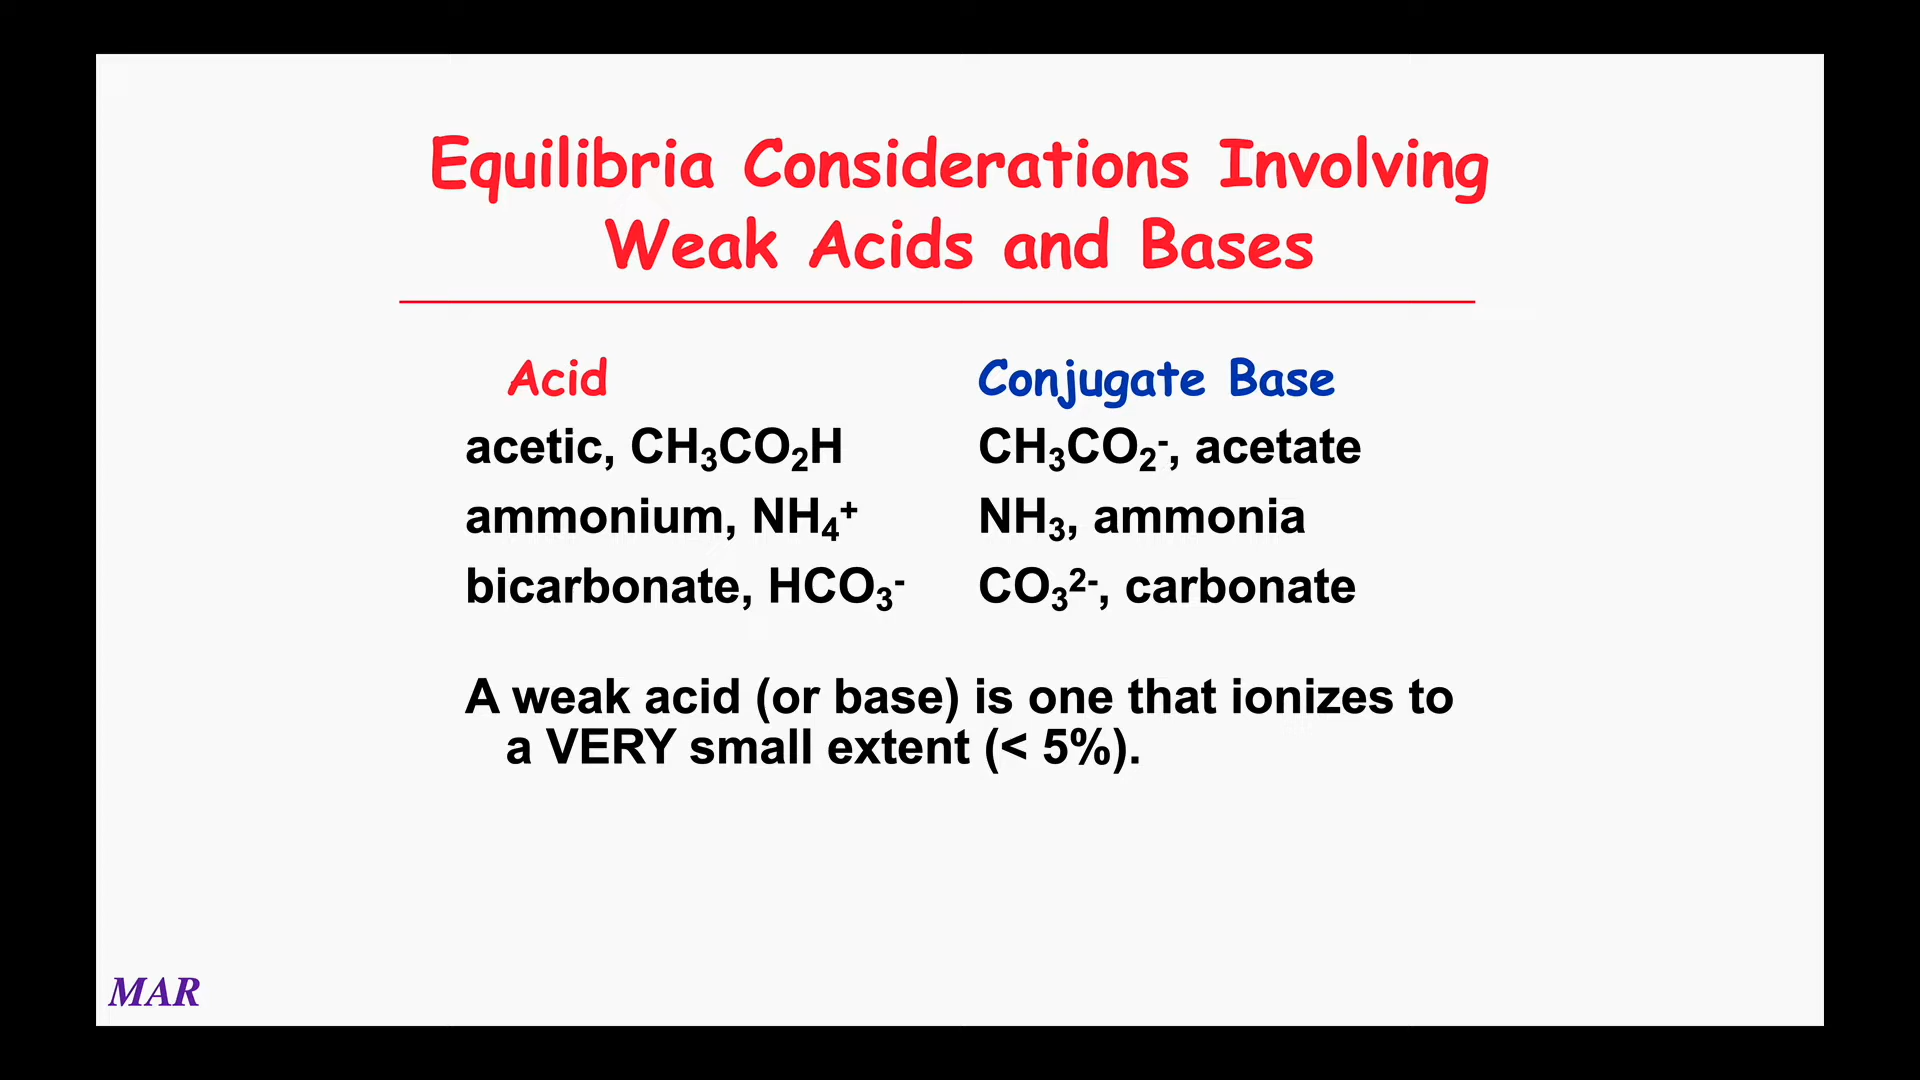 Equilibria Considerations Involving
Weak Acids and Bases
Acid Conjugate Base
acetic, CH₃CO₂H CH₃CO₂⁻, acetate
ammonium, NH₄⁺ NH₃, ammonia
bicarbonate, HCO₃⁻ CO₃²⁻, carbonate
A weak acid (or base) is one that ionizes to
a VERY small extent (< 5%).
MAR